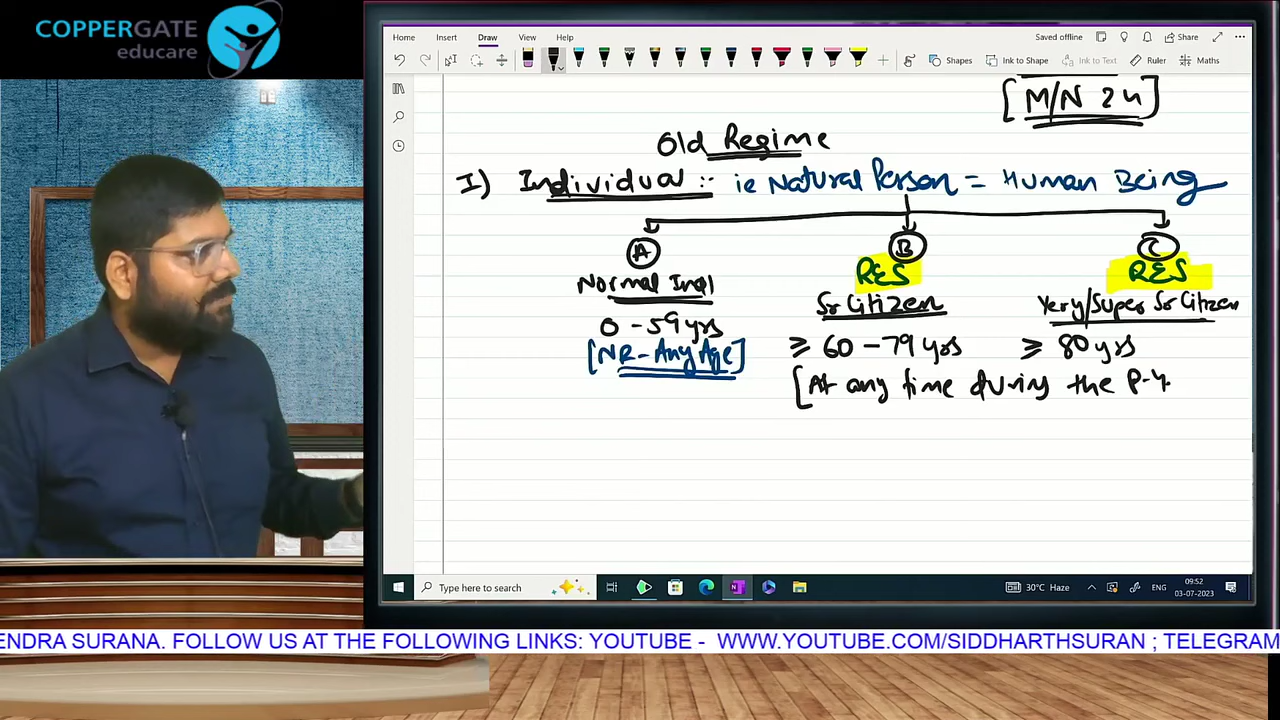 COPPERGATE
educare
Home Insert Draw View Help
Saved offline Share
Shapes Ink to Shape Ink to Text Ruler Maths
[M/N 24]
Old Regime
I) Individual :- ie Natural Person = Human Being
A B C
Normal Indl RES RES
Sr Citizen Very/Super Sr Citizen
0 - 59 yrs
≥ 60 - 79 yrs ≥ 80 yrs
[NR - Any Age]
[At any time during the P.Y.
Type here to search
30°C Haze ENG 09:52 03-07-2023
ENDRA SURANA. FOLLOW US AT THE FOLLOWING LINKS: YOUTUBE - WWW.YOUTUBE.COM/SIDDHARTHSURAN ; TELEGRAM